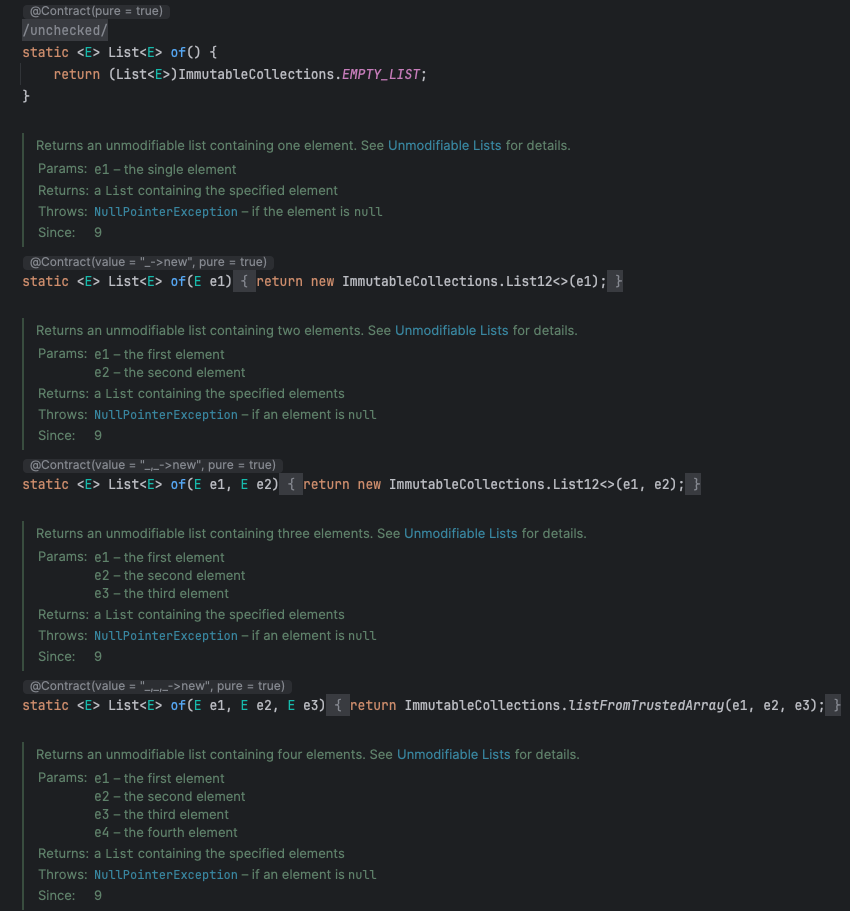 @Contract(pure = true)
/unchecked/
static <E> List<E> of() {
return (List<E>)ImmutableCollections.EMPTY_LIST;
}
Returns an unmodifiable list containing one element. See Unmodifiable Lists for details.
Params: e1 – the single element
Returns: a List containing the specified element
Throws: NullPointerException – if the element is null
Since: 9
@Contract(value = "_->new", pure = true)
static <E> List<E> of(E e1) { return new ImmutableCollections.List12<>(e1); }
Returns an unmodifiable list containing two elements. See Unmodifiable Lists for details.
Params: e1 – the first element
e2 – the second element
Returns: a List containing the specified elements
Throws: NullPointerException – if an element is null
Since: 9
@Contract(value = "_,_->new", pure = true)
static <E> List<E> of(E e1, E e2) { return new ImmutableCollections.List12<>(e1, e2); }
Returns an unmodifiable list containing three elements. See Unmodifiable Lists for details.
Params: e1 – the first element
e2 – the second element
e3 – the third element
Returns: a List containing the specified elements
Throws: NullPointerException – if an element is null
Since: 9
@Contract(value = "_,_,_->new", pure = true)
static <E> List<E> of(E e1, E e2, E e3) { return ImmutableCollections.listFromTrustedArray(e1, e2, e3); }
Returns an unmodifiable list containing four elements. See Unmodifiable Lists for details.
Params: e1 – the first element
e2 – the second element
e3 – the third element
e4 – the fourth element
Returns: a List containing the specified elements
Throws: NullPointerException – if an element is null
Since: 9